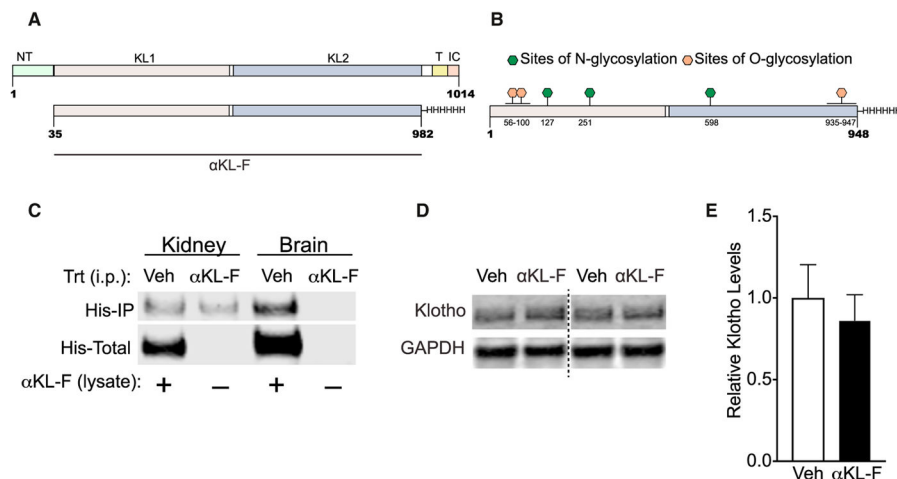 A
NT KL1 KL2 T IC
1 1014
HHHHHH
35 982
αKL-F
B
Sites of N-glycosylation Sites of O-glycosylation
HHHHHH
56-100 127 251 598 935-947
1 948
C
Kidney Brain
Trt (i.p.): Veh αKL-F Veh αKL-F
His-IP
His-Total
αKL-F (lysate): + – + –
D
Veh αKL-F Veh αKL-F
Klotho
GAPDH
E
Relative Klotho Levels
1.5
1.0
0.5
0.0
Veh αKL-F